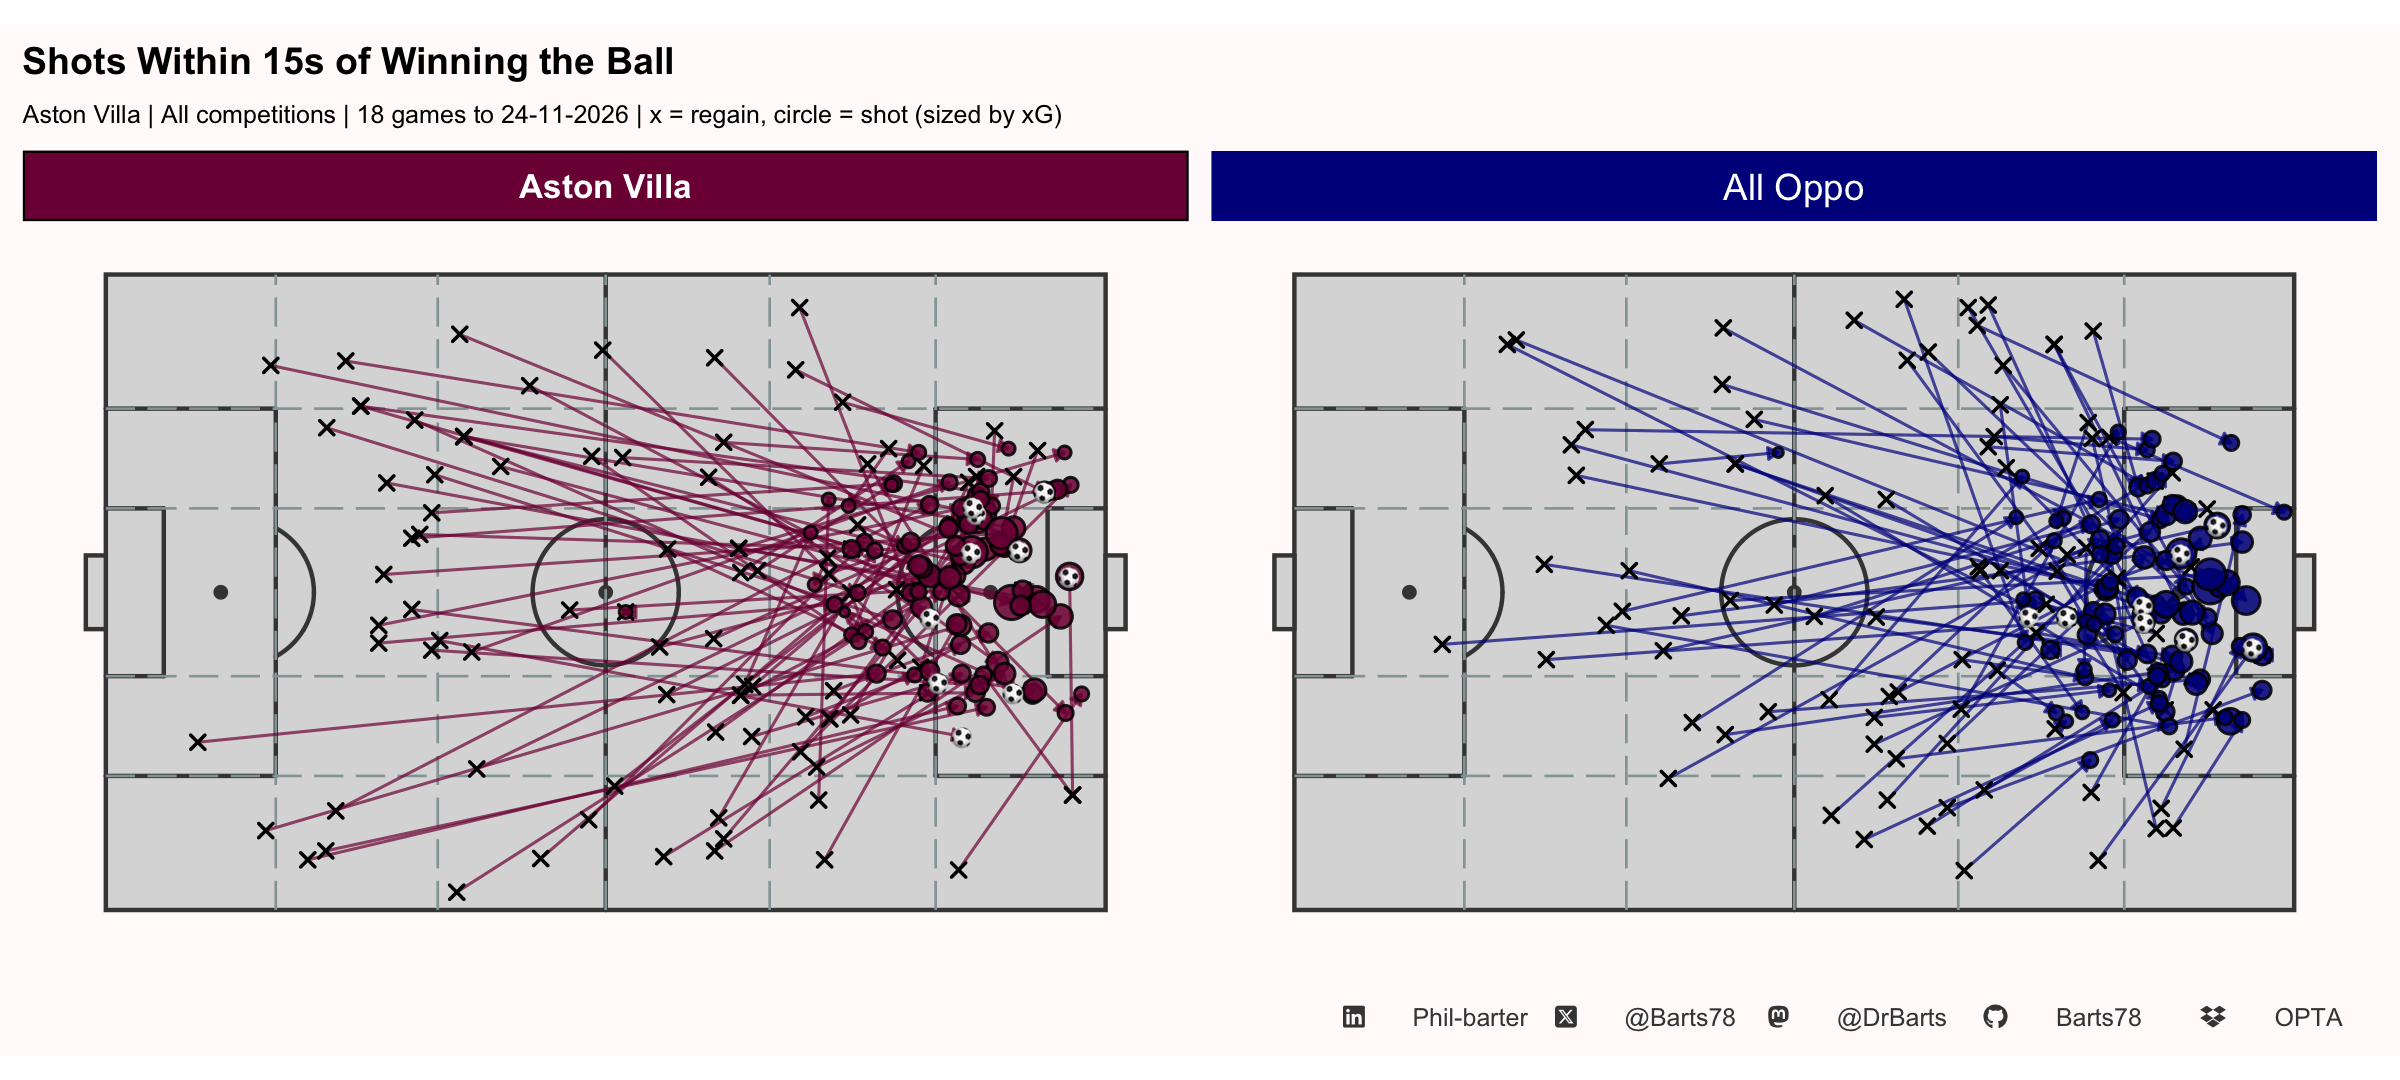 Shots Within 15s of Winning the Ball
Aston Villa | All competitions | 18 games to 24-11-2026 | x = regain, circle = shot (sized by xG)
Aston Villa
All Oppo
Phil-barter @Barts78 @DrBarts Barts78 OPTA